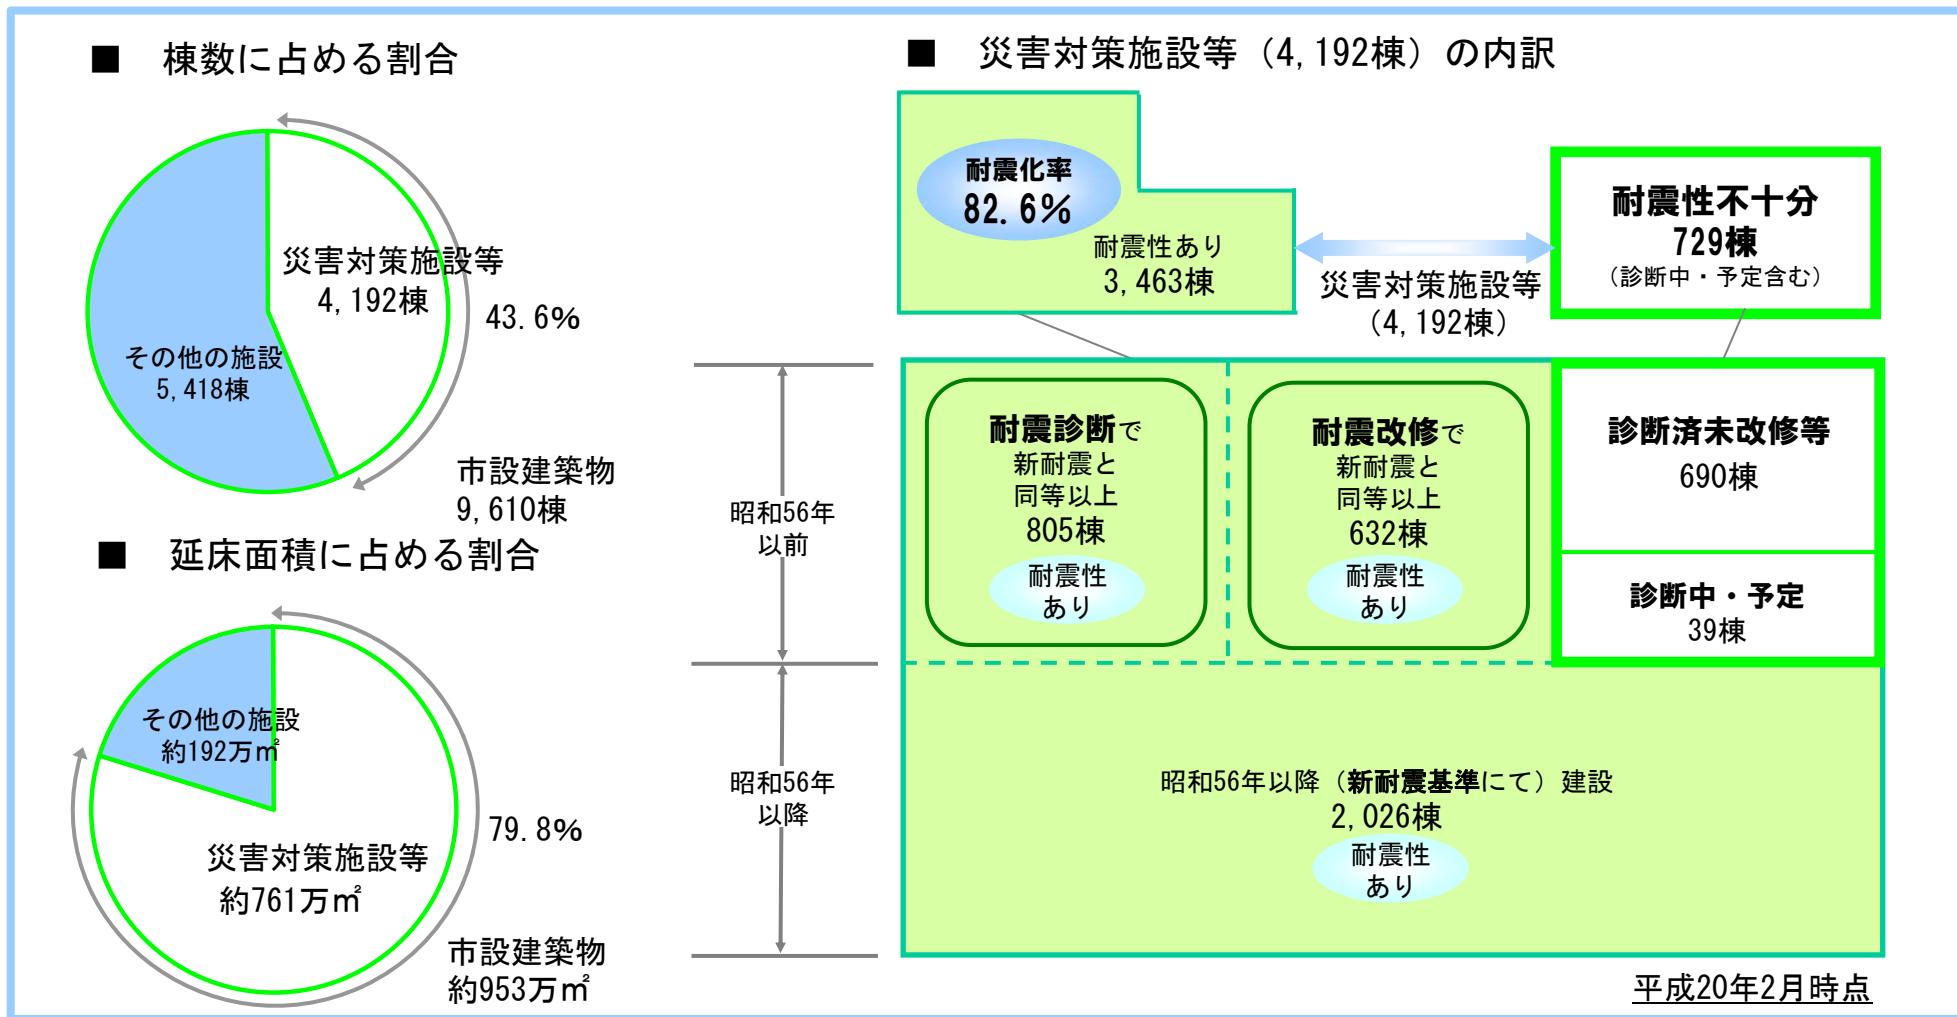 ■ 棟数に占める割合
災害対策施設等
4,192棟
43.6%
その他の施設
5,418棟
市設建築物
9,610棟
■ 延床面積に占める割合
その他の施設
約192万㎡
79.8%
災害対策施設等
約761万㎡
市設建築物
約953万㎡
■ 災害対策施設等（4,192棟）の内訳
耐震化率
82.6%
耐震性あり
3,463棟
災害対策施設等
（4,192棟）
耐震性不十分
729棟
（診断中・予定含む）
昭和56年
以前
耐震診断で
新耐震と
同等以上
805棟
耐震性
あり
耐震改修で
新耐震と
同等以上
632棟
耐震性
あり
診断済未改修等
690棟
診断中・予定
39棟
昭和56年
以降
昭和56年以降（新耐震基準にて）建設
2,026棟
耐震性
あり
平成20年2月時点